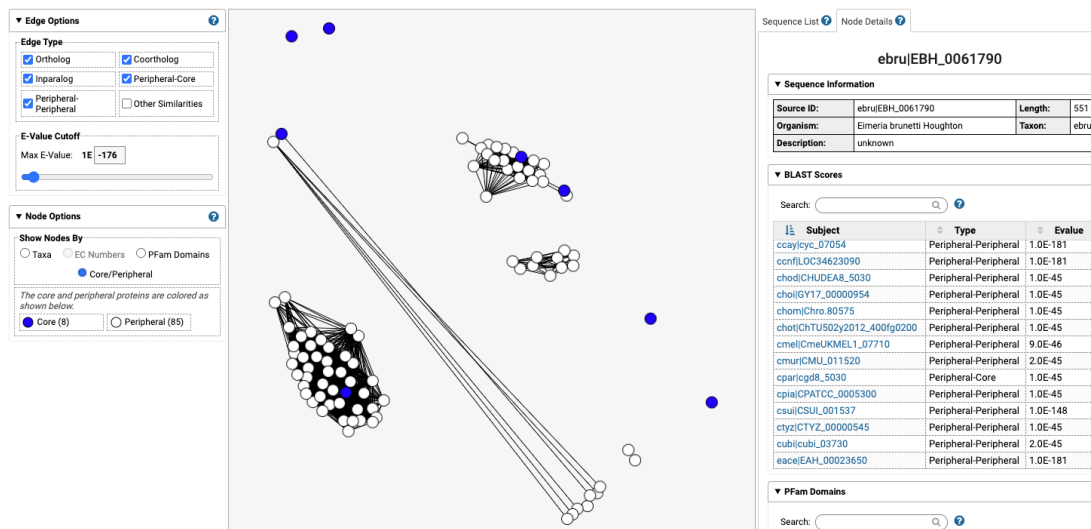 ▼ Edge Options
Edge Type
Ortholog
Coortholog
Inparalog
Peripheral-Core
Peripheral-
Peripheral
Other Similarities
E-Value Cutoff
Max E-Value: 1E -176
▼ Node Options
Show Nodes By
Taxa EC Numbers PFam Domains
Core/Peripheral
The core and peripheral proteins are colored as
shown below.
Core (8) Peripheral (85)
Sequence List Node Details
ebru|EBH_0061790
▼ Sequence Information
Source ID: ebru|EBH_0061790 Length: 551
Organism: Eimeria brunetti Houghton Taxon: ebru
Description: unknown
▼ BLAST Scores
Search:
Subject Type Evalue
ccay|cyc_07054 Peripheral-Peripheral 1.0E-181
ccnf|LOC34623090 Peripheral-Peripheral 1.0E-181
chod|CHUDEA8_5030 Peripheral-Peripheral 1.0E-45
choi|GY17_00000954 Peripheral-Peripheral 1.0E-45
chom|Chro.80575 Peripheral-Peripheral 1.0E-45
chot|ChTU502y2012_400fg0200 Peripheral-Peripheral 1.0E-45
cmel|CmeUKMEL1_07710 Peripheral-Peripheral 9.0E-46
cmur|CMU_011520 Peripheral-Peripheral 2.0E-45
cpar|cgd8_5030 Peripheral-Core 1.0E-45
cpia|CPATCC_0005300 Peripheral-Peripheral 1.0E-45
csui|CSUI_001537 Peripheral-Peripheral 1.0E-148
ctyz|CTYZ_00000545 Peripheral-Peripheral 1.0E-45
cubi|cubi_03730 Peripheral-Peripheral 2.0E-45
eace|EAH_00023650 Peripheral-Peripheral 1.0E-181
▼ PFam Domains
Search: